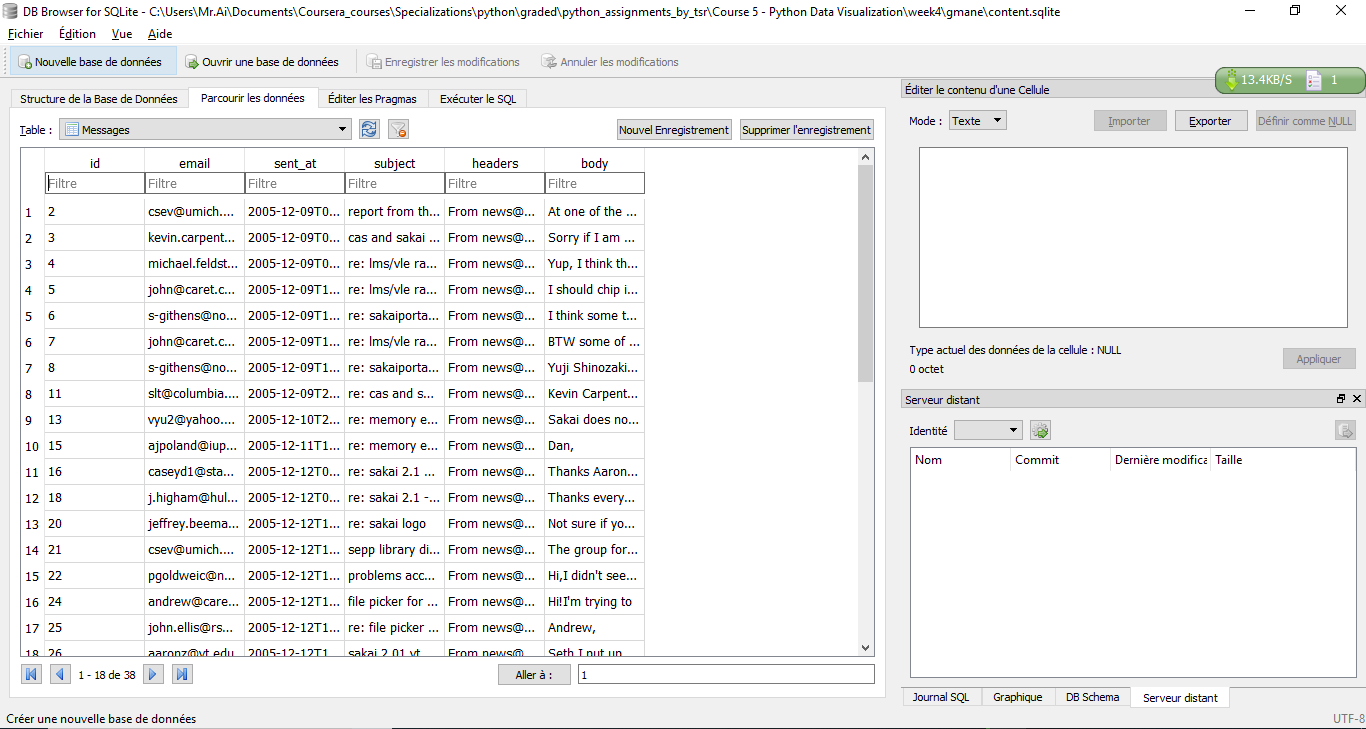 DB Browser for SQLite - C:\Users\Mr.Ai\Documents\Coursera_courses\Specializations\python\graded\python_assignments_by_tsr\Course 5 - Python Data Visualization\week4\gmane\content.sqlite
Fichier Édition Vue Aide
Nouvelle base de données Ouvrir une base de données Enregistrer les modifications Annuler les modifications
13.4KB/S 1
Structure de la Base de Données Parcourir les données Éditer les Pragmas Exécuter le SQL
Table : Messages Nouvel Enregistrement Supprimer l'enregistrement
id email sent_at subject headers body
Filtre Filtre Filtre Filtre Filtre Filtre
1 2 csev@umich.... 2005-12-09T0... report from th... From news@... At one of the ...
2 3 kevin.carpent... 2005-12-09T0... cas and sakai ... From news@... Sorry if I am ...
3 4 michael.feldst... 2005-12-09T0... re: lms/vle ra... From news@... Yup, I think th...
4 5 john@caret.c... 2005-12-09T1... re: lms/vle ra... From news@... I should chip i...
5 6 s-githens@no... 2005-12-09T1... re: sakaiporta... From news@... I think some t...
6 7 john@caret.c... 2005-12-09T1... re: lms/vle ra... From news@... BTW some of ...
7 8 s-githens@no... 2005-12-09T1... re: sakaiporta... From news@... Yuji Shinozaki...
8 11 slt@columbia.... 2005-12-09T2... re: cas and s... From news@... Kevin Carpent...
9 13 vyu2@yahoo.... 2005-12-10T2... re: memory e... From news@... Sakai does no...
10 15 ajpoland@iup... 2005-12-11T1... re: memory e... From news@... Dan,
11 16 caseyd1@sta... 2005-12-12T0... re: sakai 2.1 ... From news@... Thanks Aaron...
12 18 j.higham@hul... 2005-12-12T0... re: sakai 2.1 -... From news@... Thanks every...
13 20 jeffrey.beema... 2005-12-12T1... re: sakai logo From news@... Not sure if yo...
14 21 csev@umich.... 2005-12-12T1... sepp library di... From news@... The group for...
15 22 pgoldweic@n... 2005-12-12T1... problems acc... From news@... Hi,I didn't see...
16 24 andrew@care... 2005-12-12T1... file picker for ... From news@... Hi!I'm trying to
17 25 john.ellis@rs... 2005-12-12T1... re: file picker ... From news@... Andrew,
18 26 aaronz@vt.edu 2005-12-12T1... sakai 2.01 vt From news@... Seth I put up
1 - 18 de 38 Aller à : 1
Éditer le contenu d'une Cellule
Mode : Texte Importer Exporter Définir comme NULL
Type actuel des données de la cellule : NULL
0 octet
Appliquer
Serveur distant
Identité
Nom Commit Dernière modifica Taille
Journal SQL Graphique DB Schema Serveur distant
Créer une nouvelle base de données UTF-8